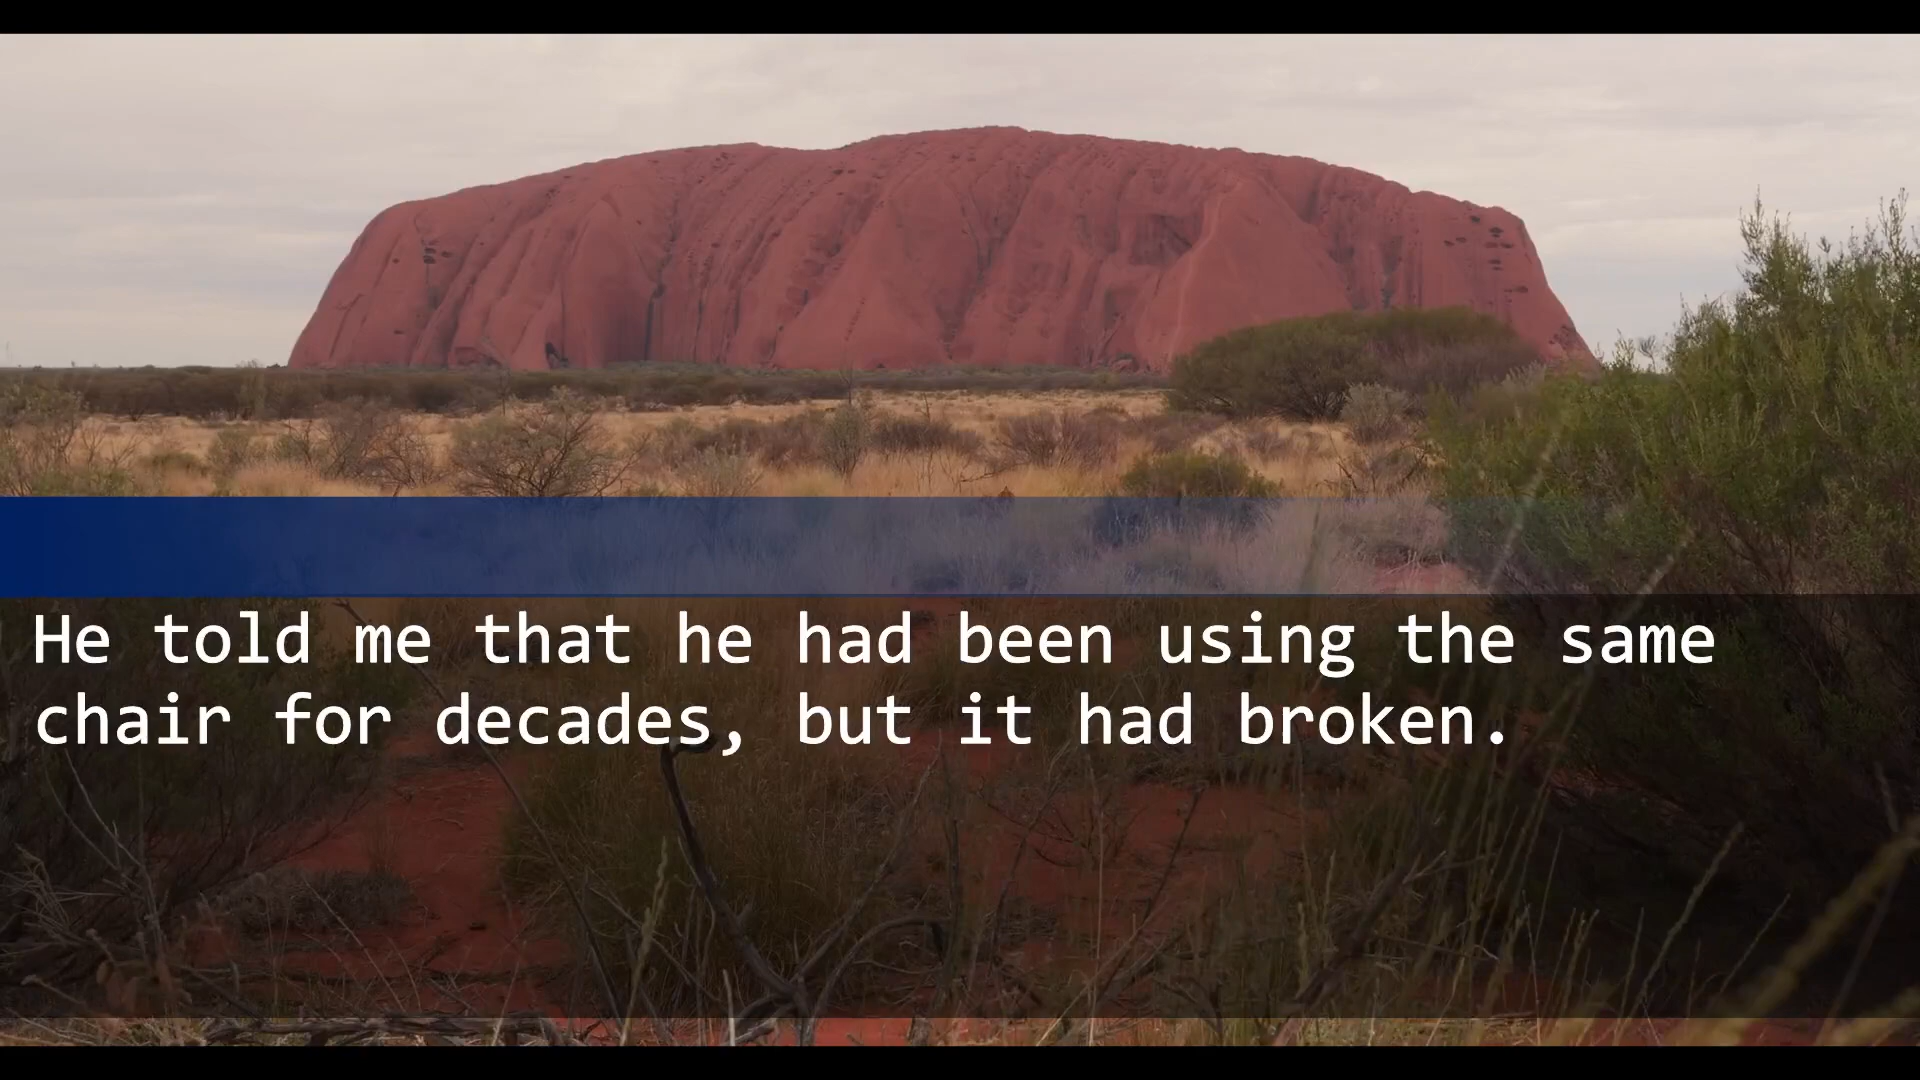 He told me that he had been using the same
chair for decades, but it had broken.